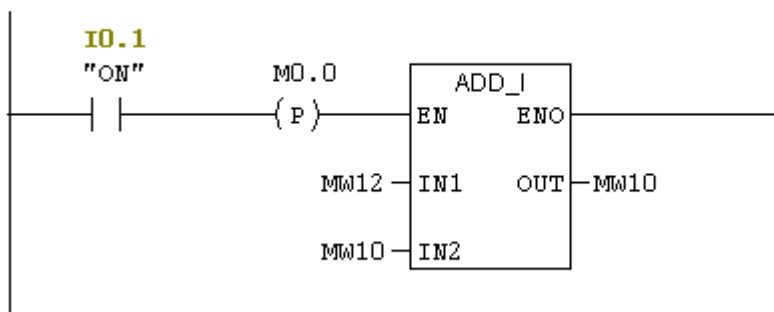 I0.1
"ON"
M0.0
ADD_I
(P)
EN ENO
MW12 IN1 OUT MW10
MW10 IN2